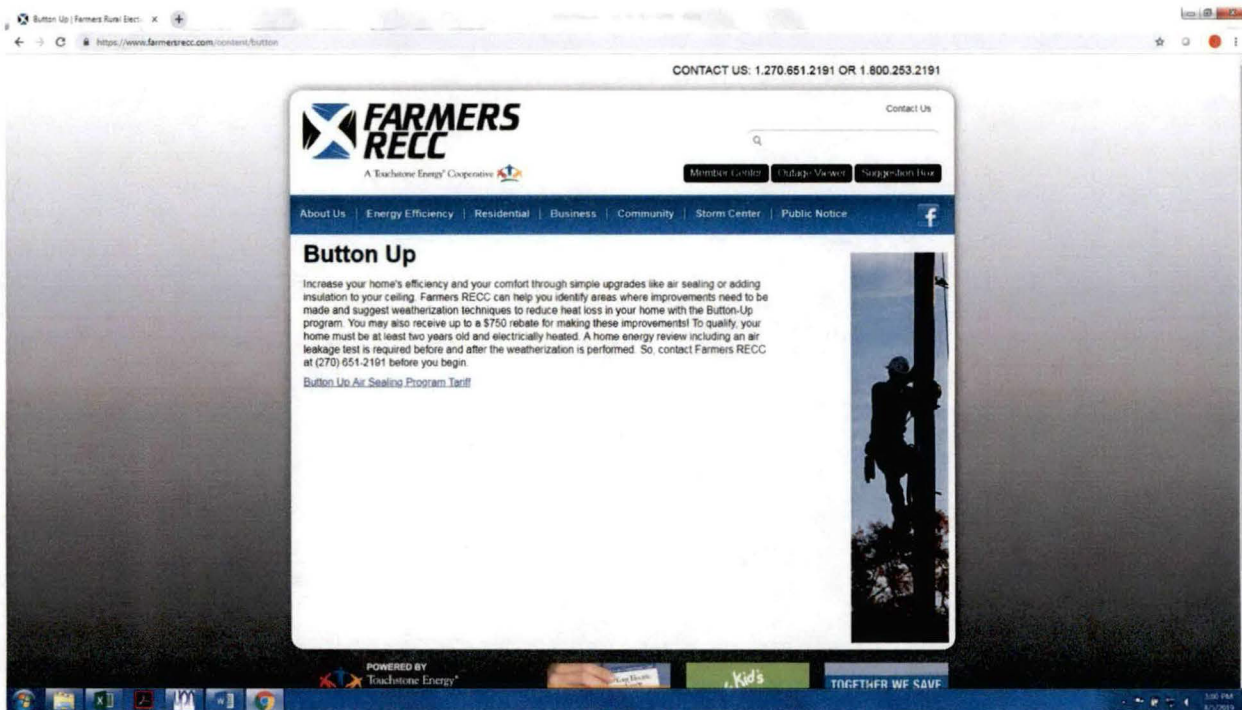 Button Up | Farmers Rural Elect
https://www.farmersrecc.com/content/button
CONTACT US: 1.270.651.2191 OR 1.800.253.2191
FARMERS
RECC
A Touchstone Energy® Cooperative
Contact Us
Member Center
Outage Viewer
Suggestion Box
About Us | Energy Efficiency | Residential | Business | Community | Storm Center | Public Notice
f
Button Up
Increase your home's efficiency and your comfort through simple upgrades like air sealing or adding
insulation to your ceiling. Farmers RECC can help you identify areas where improvements need to be
made and suggest weatherization techniques to reduce heat loss in your home with the Button-Up
program. You may also receive up to a $750 rebate for making these improvements! To qualify, your
home must be at least two years old and electricially heated. A home energy review including an air
leakage test is required before and after the weatherization is performed. So, contact Farmers RECC
at (270) 651-2191 before you begin.
Button Up Air Sealing Program Tariff
POWERED BY
Touchstone Energy®
Kid's
TOGETHER WE SAVE
3:00 PM